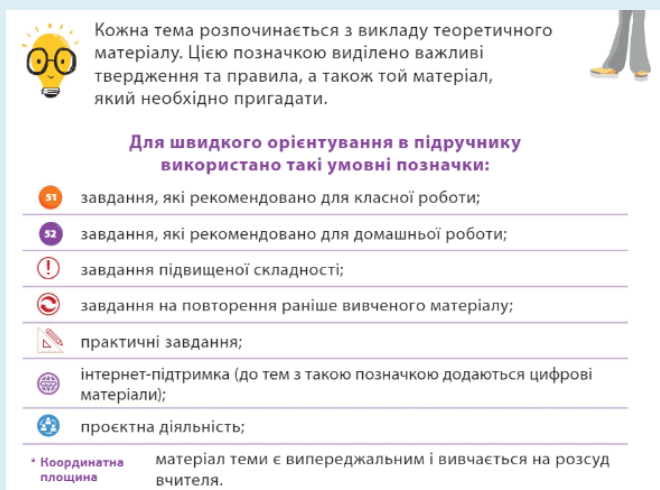 Кожна тема розпочинається з викладу теоретичного
матеріалу. Цією позначкою виділено важливі
твердження та правила, а також той матеріал,
який необхідно пригадати.
Для швидкого орієнтування в підручнику
використано такі умовні позначки:
51 завдання, які рекомендовано для класної роботи;
52 завдання, які рекомендовано для домашньої роботи;
завдання підвищеної складності;
завдання на повторення раніше вивченого матеріалу;
практичні завдання;
інтернет-підтримка (до тем з такою позначкою додаються цифрові
матеріали);
проєктна діяльність;
* Координатна
площина
матеріал теми є випереджальним і вивчається на розсуд
вчителя.